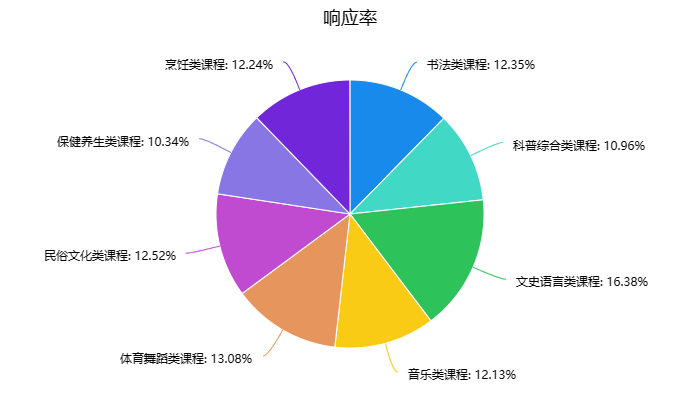 响应率
烹饪类课程: 12.24%
书法类课程: 12.35%
保健养生类课程: 10.34%
科普综合类课程: 10.96%
民俗文化类课程: 12.52%
文史语言类课程: 16.38%
体育舞蹈类课程: 13.08%
音乐类课程: 12.13%